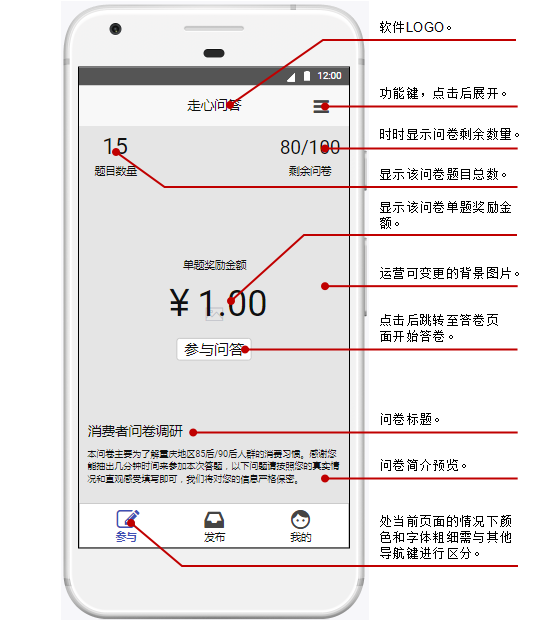 软件LOGO。
12:00
走心问答
功能键，点击后展开。
15
80/100
时时显示问卷剩余数量。
题目数量
剩余问卷
显示该问卷题目总数。
显示该问卷单题奖励金
额。
单题奖励金额
运营可变更的背景图片。
¥ 1.00
点击后跳转至答卷页
面开始答卷。
参与问答
问卷标题。
消费者问卷调研
本问卷主要为了解重庆地区85后/90后人群的消费习惯。感谢您
能抽出几分钟时间来参加本次答题，以下问题请按照您的真实情
况和直观感受填写即可，我们将对您的信息严格保密。
问卷简介预览。
处当前页面的情况下颜
色和字体粗细需与其他
导航键进行区分。
参与
发布
我的